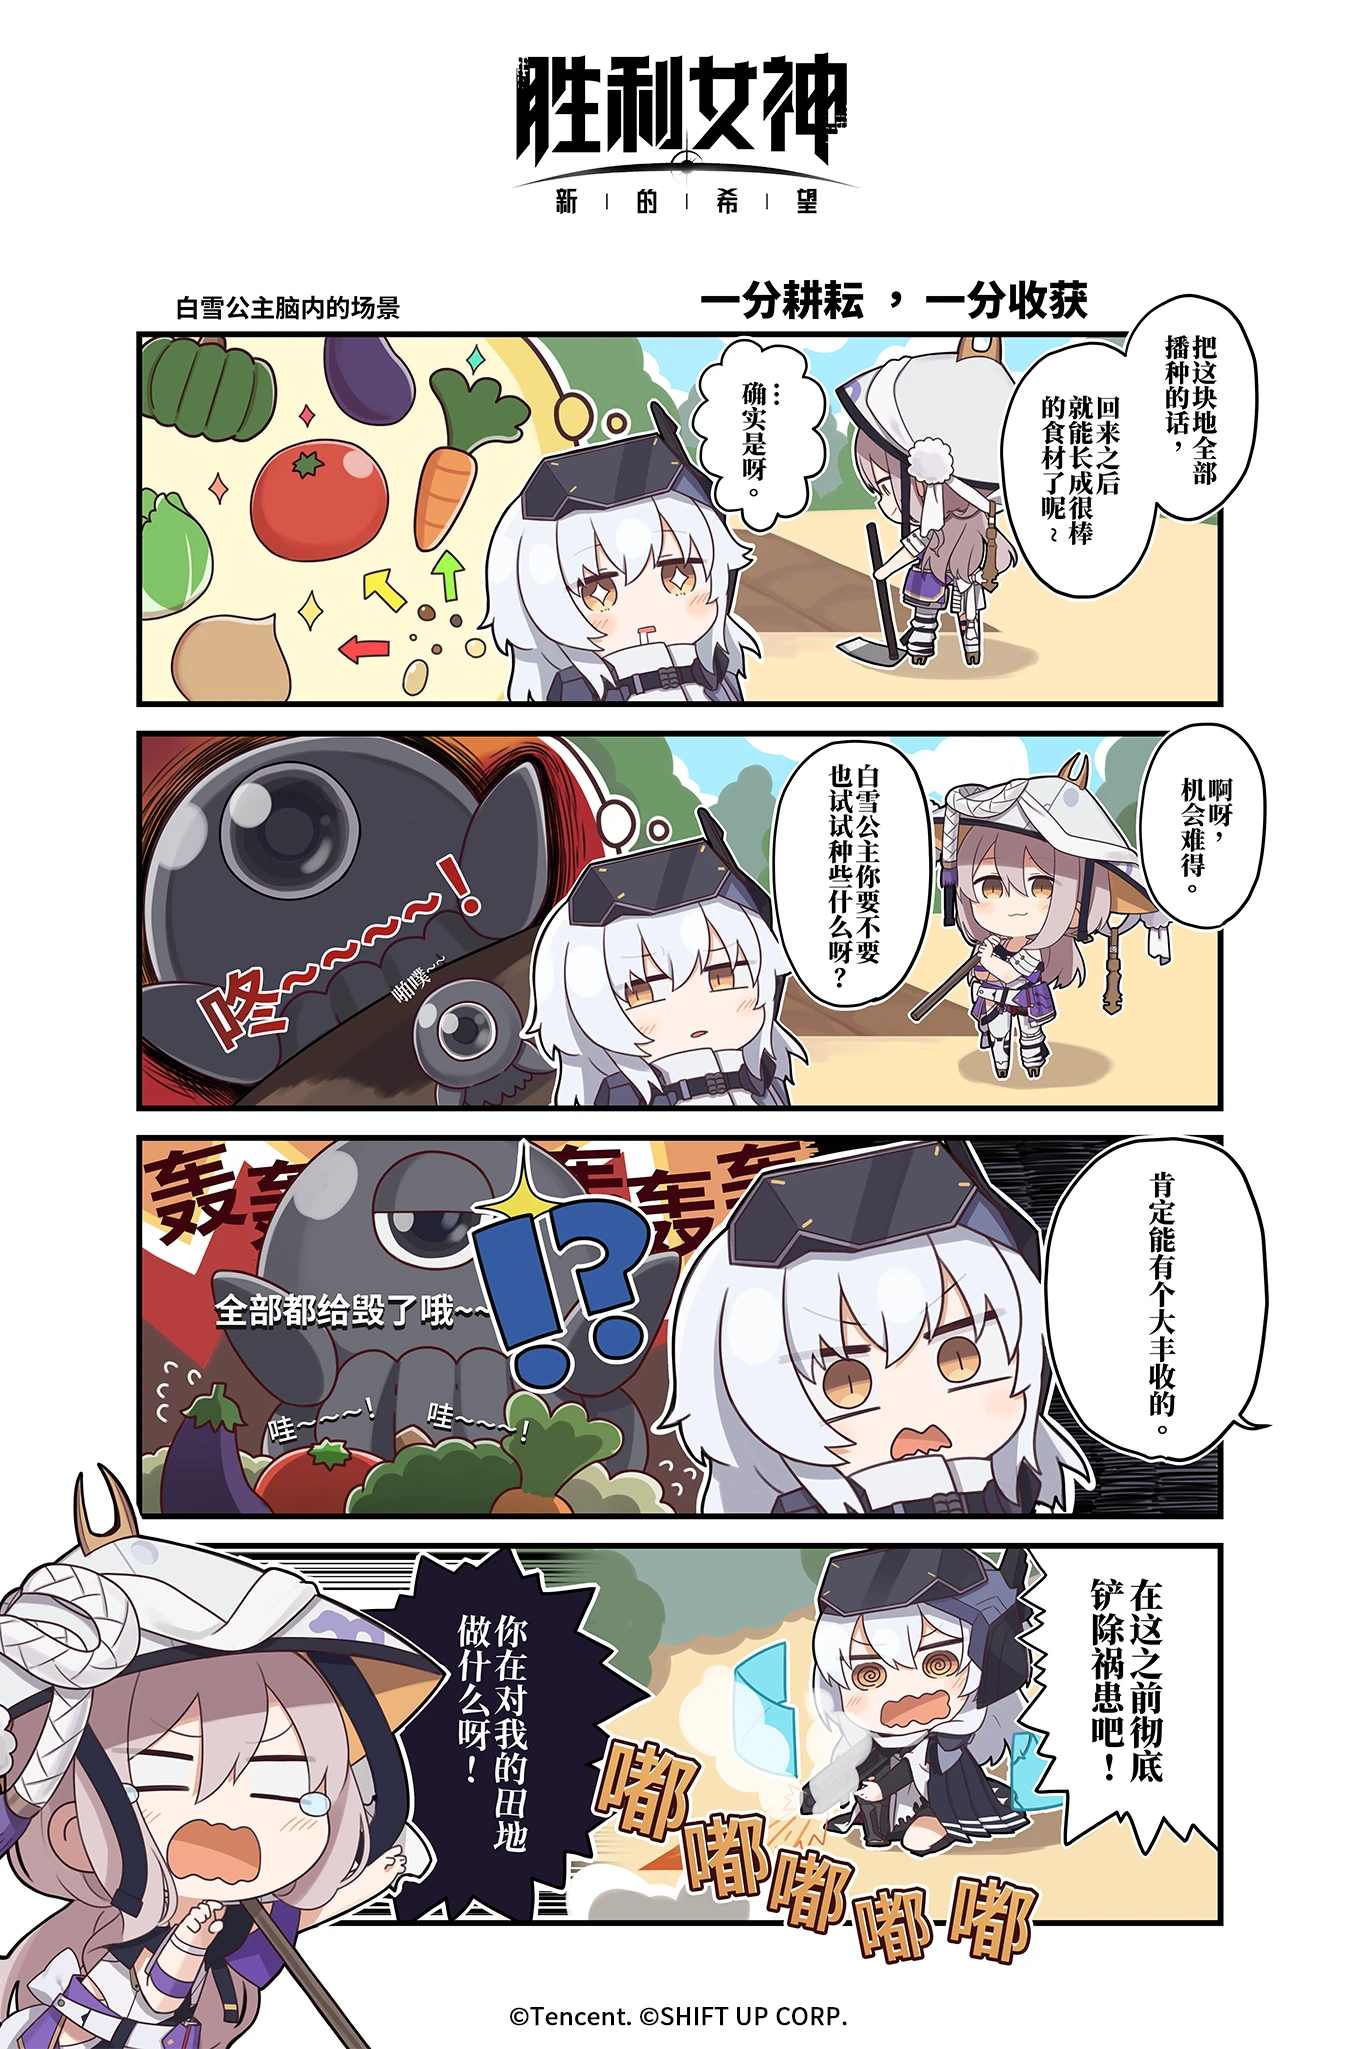 胜利女神
新的希望
白雪公主脑内的场景
一分耕耘，一分收获
把这块地全部
播种的话，
回来之后
就能长成很棒
的食材了呢~
…
确实是呀。
啊呀，
机会难得。
白雪公主你要不要
也试试种些什么呀？
咚~~~~~！
啪噗~~
肯定能有个大丰收的。
!?
轰轰轰轰轰
全部都给毁了哦~~
哇~~~~！
哇~~~！
在这之前彻底
铲除祸患吧！
嘟嘟嘟嘟嘟
你在对我的田地
做什么呀！
©Tencent. ©SHIFT UP CORP.